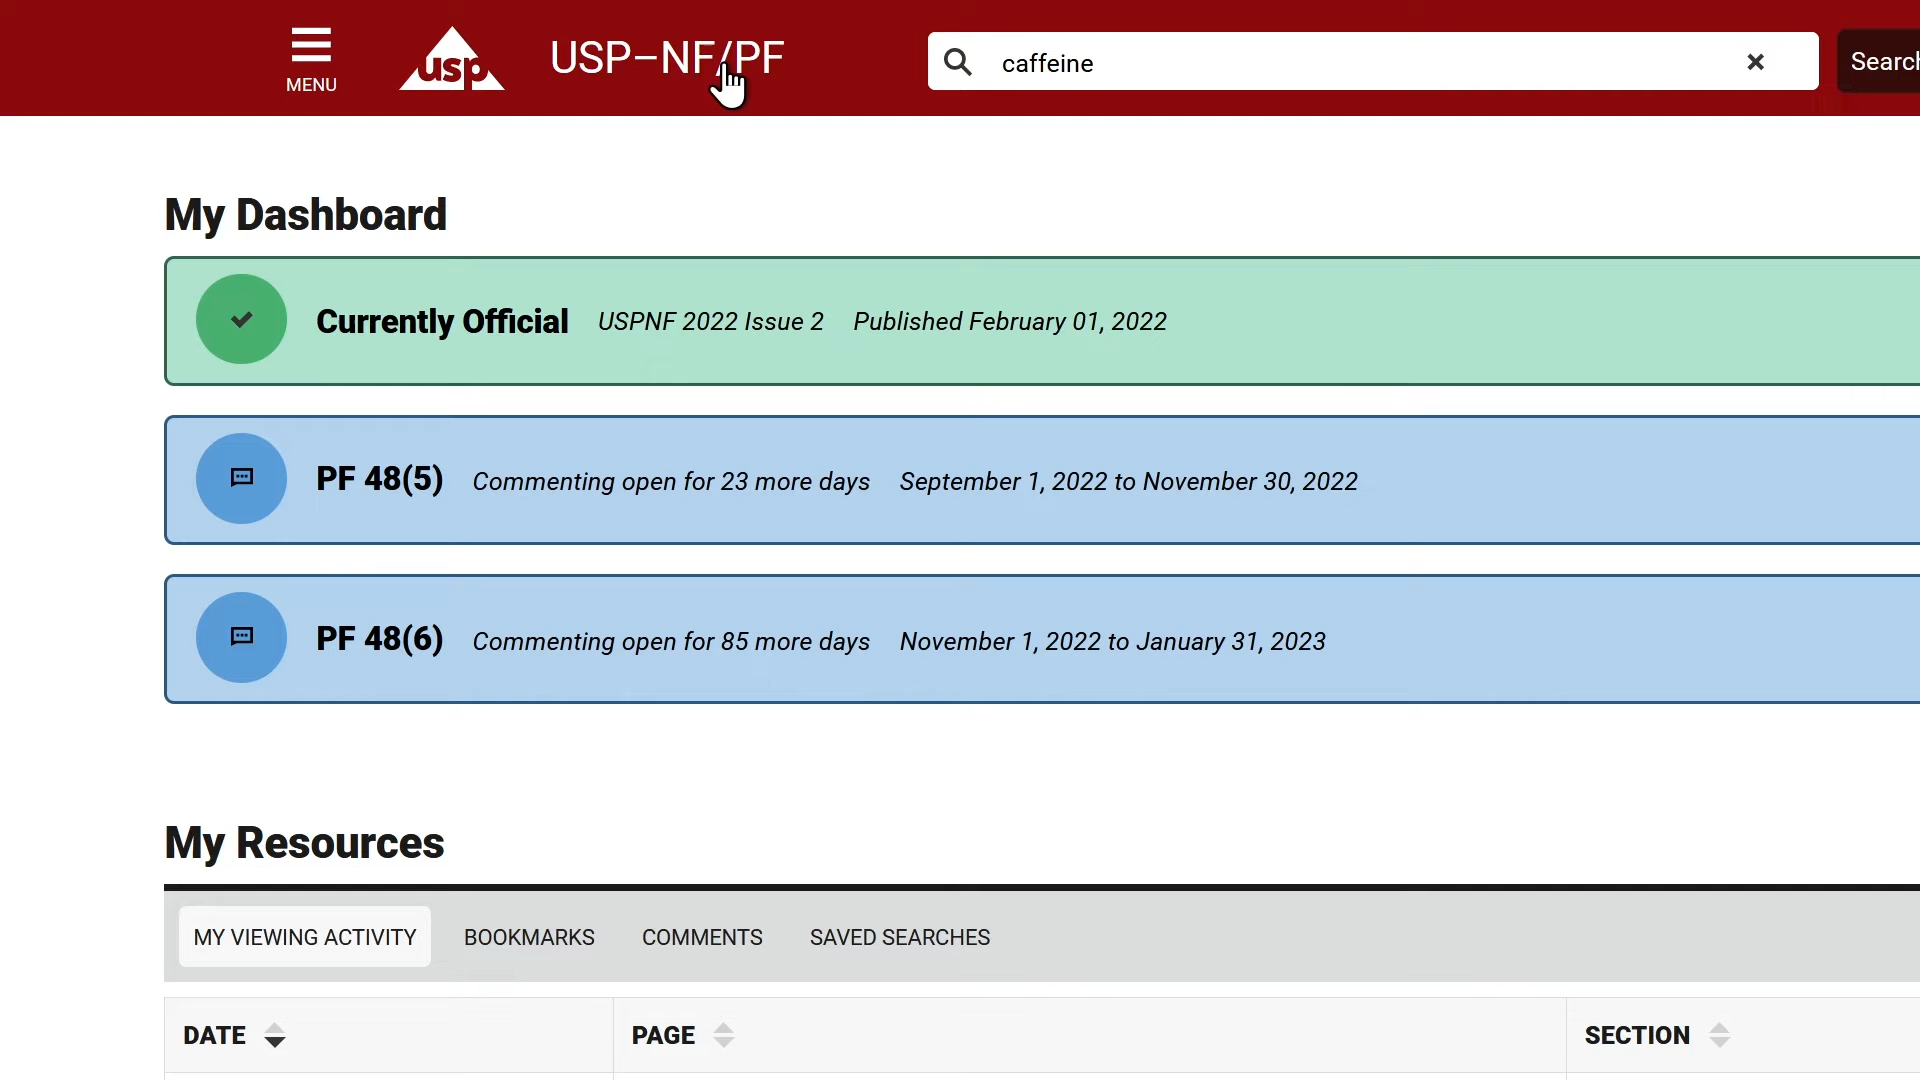 MENU
usp
USP–NF/PF
caffeine
Search
My Dashboard
Currently Official USPNF 2022 Issue 2 Published February 01, 2022
PF 48(5) Commenting open for 23 more days September 1, 2022 to November 30, 2022
PF 48(6) Commenting open for 85 more days November 1, 2022 to January 31, 2023
My Resources
MY VIEWING ACTIVITY BOOKMARKS COMMENTS SAVED SEARCHES
DATE PAGE SECTION